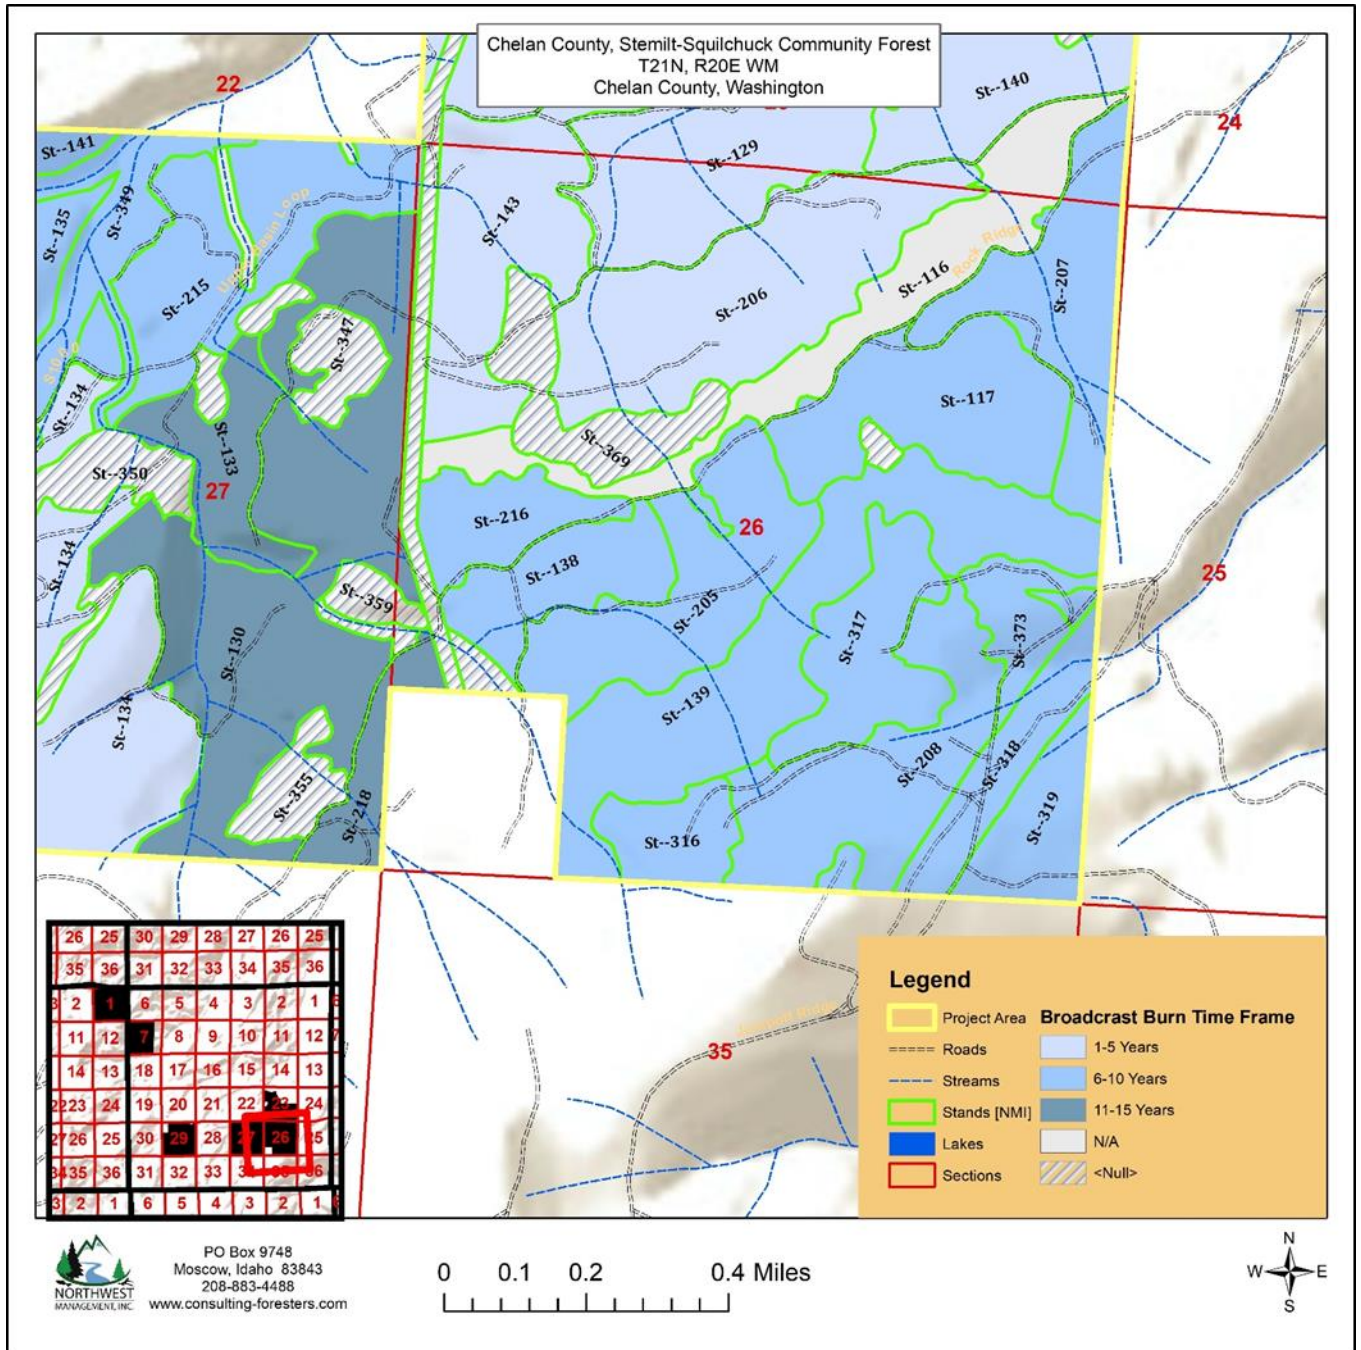 Chelan County, Stemilt-Squilchuck Community Forest
T21N, R20E WM
Chelan County, Washington
22
24
St--140
St--141
St--129
St--349
St--135
St--143
Rock Ridge
St--207
St--116
St--215
St--206
St--347
St--134
St--117
St--133
St--369
St--350
27
St--216
26
St--138
St--134
25
St--359
St--205
St--317
St--373
St--130
St--139
St--134
St--208
St--318
St--355
St--218
St--319
St--316
35
26 25 30 29 28 27 26 25
35 36 31 32 33 34 35 36
2 1 6 5 4 3 2 1
11 12 7 8 9 10 11 12
14 13 18 17 16 15 14 13
23 24 19 20 21 22 23 24
26 25 30 29 28 27 26 25
35 36 31 32 33 34 35 36
2 1 6 5 4 3 2 1
Legend
Project Area
Roads
Streams
Stands [NMI]
Lakes
Sections
Broadcrast Burn Time Frame
1-5 Years
6-10 Years
11-15 Years
N/A
<Null>
NORTHWEST
MANAGEMENT, INC.
PO Box 9748
Moscow, Idaho 83843
208-883-4488
www.consulting-foresters.com
0 0.1 0.2 0.4 Miles
N
W E
S